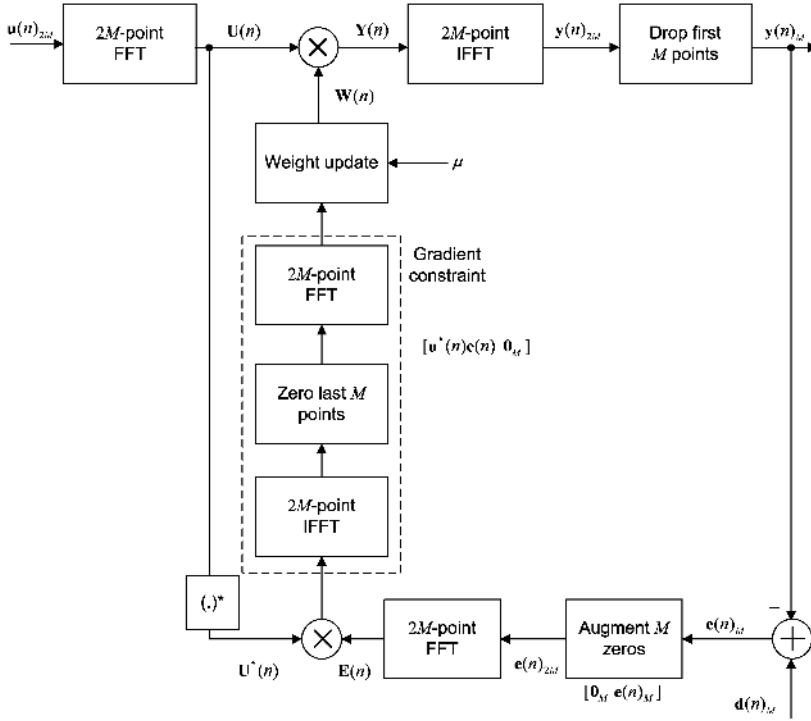 u(n)₂M
2M-point
FFT
U(n)
×
Y(n)
2M-point
IFFT
y(n)₂M
Drop first
M points
y(n)M
W(n)
Weight update
μ
Gradient
constraint
2M-point
FFT
[u*(n)e(n) 0M]
Zero last M
points
2M-point
IFFT
(.)*
U*(n)
×
E(n)
2M-point
FFT
e(n)₂M
Augment M
zeros
[0M e(n)M]
e(n)M
−
+
d(n)M